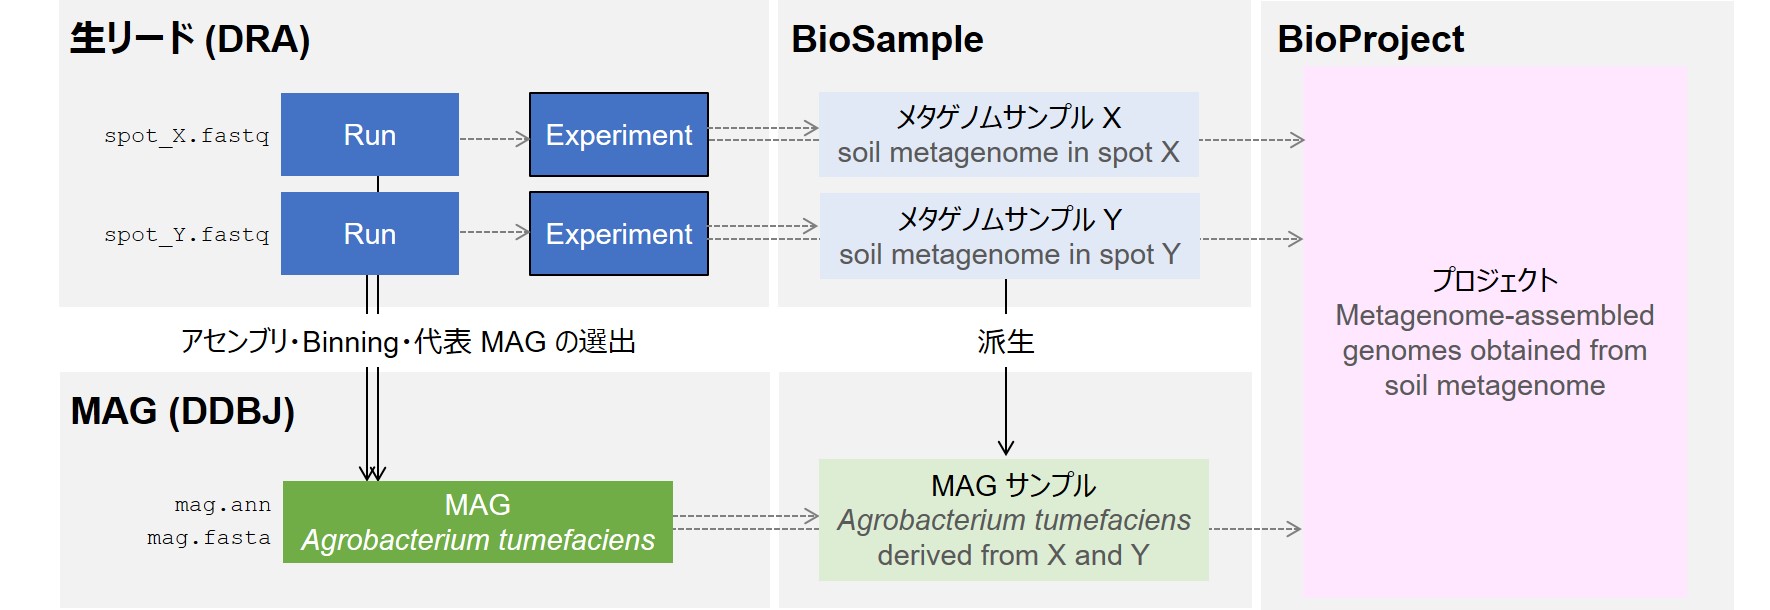 生リード (DRA)
BioSample
BioProject
spot_X.fastq
Run
Experiment
メタゲノムサンプル X
soil metagenome in spot X
spot_Y.fastq
Run
Experiment
メタゲノムサンプル Y
soil metagenome in spot Y
プロジェクト
Metagenome-assembled
genomes obtained from
soil metagenome
アセンブリ・Binning・代表 MAG の選出
派生
MAG (DDBJ)
mag.ann
mag.fasta
MAG
Agrobacterium tumefaciens
MAG サンプル
Agrobacterium tumefaciens
derived from X and Y